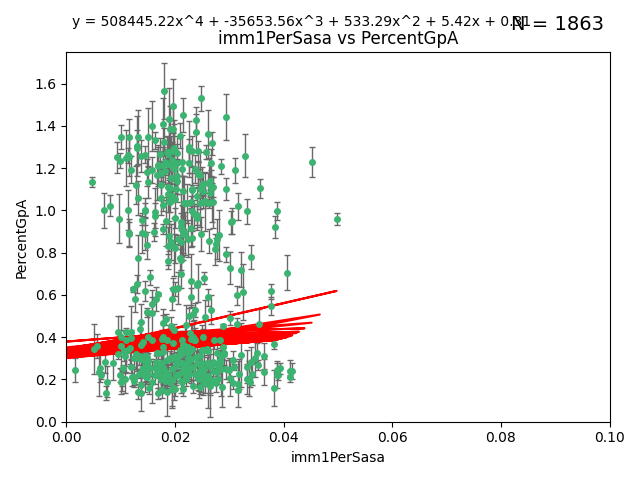 y = 508445.22x^4 + -35653.56x^3 + 533.29x^2 + 5.42x + 0.31
N = 1863
imm1PerSasa vs PercentGpA
PercentGpA
1.6
1.4
1.2
1.0
0.8
0.6
0.4
0.2
0.0
0.00 0.02 0.04 0.06 0.08 0.10
imm1PerSasa